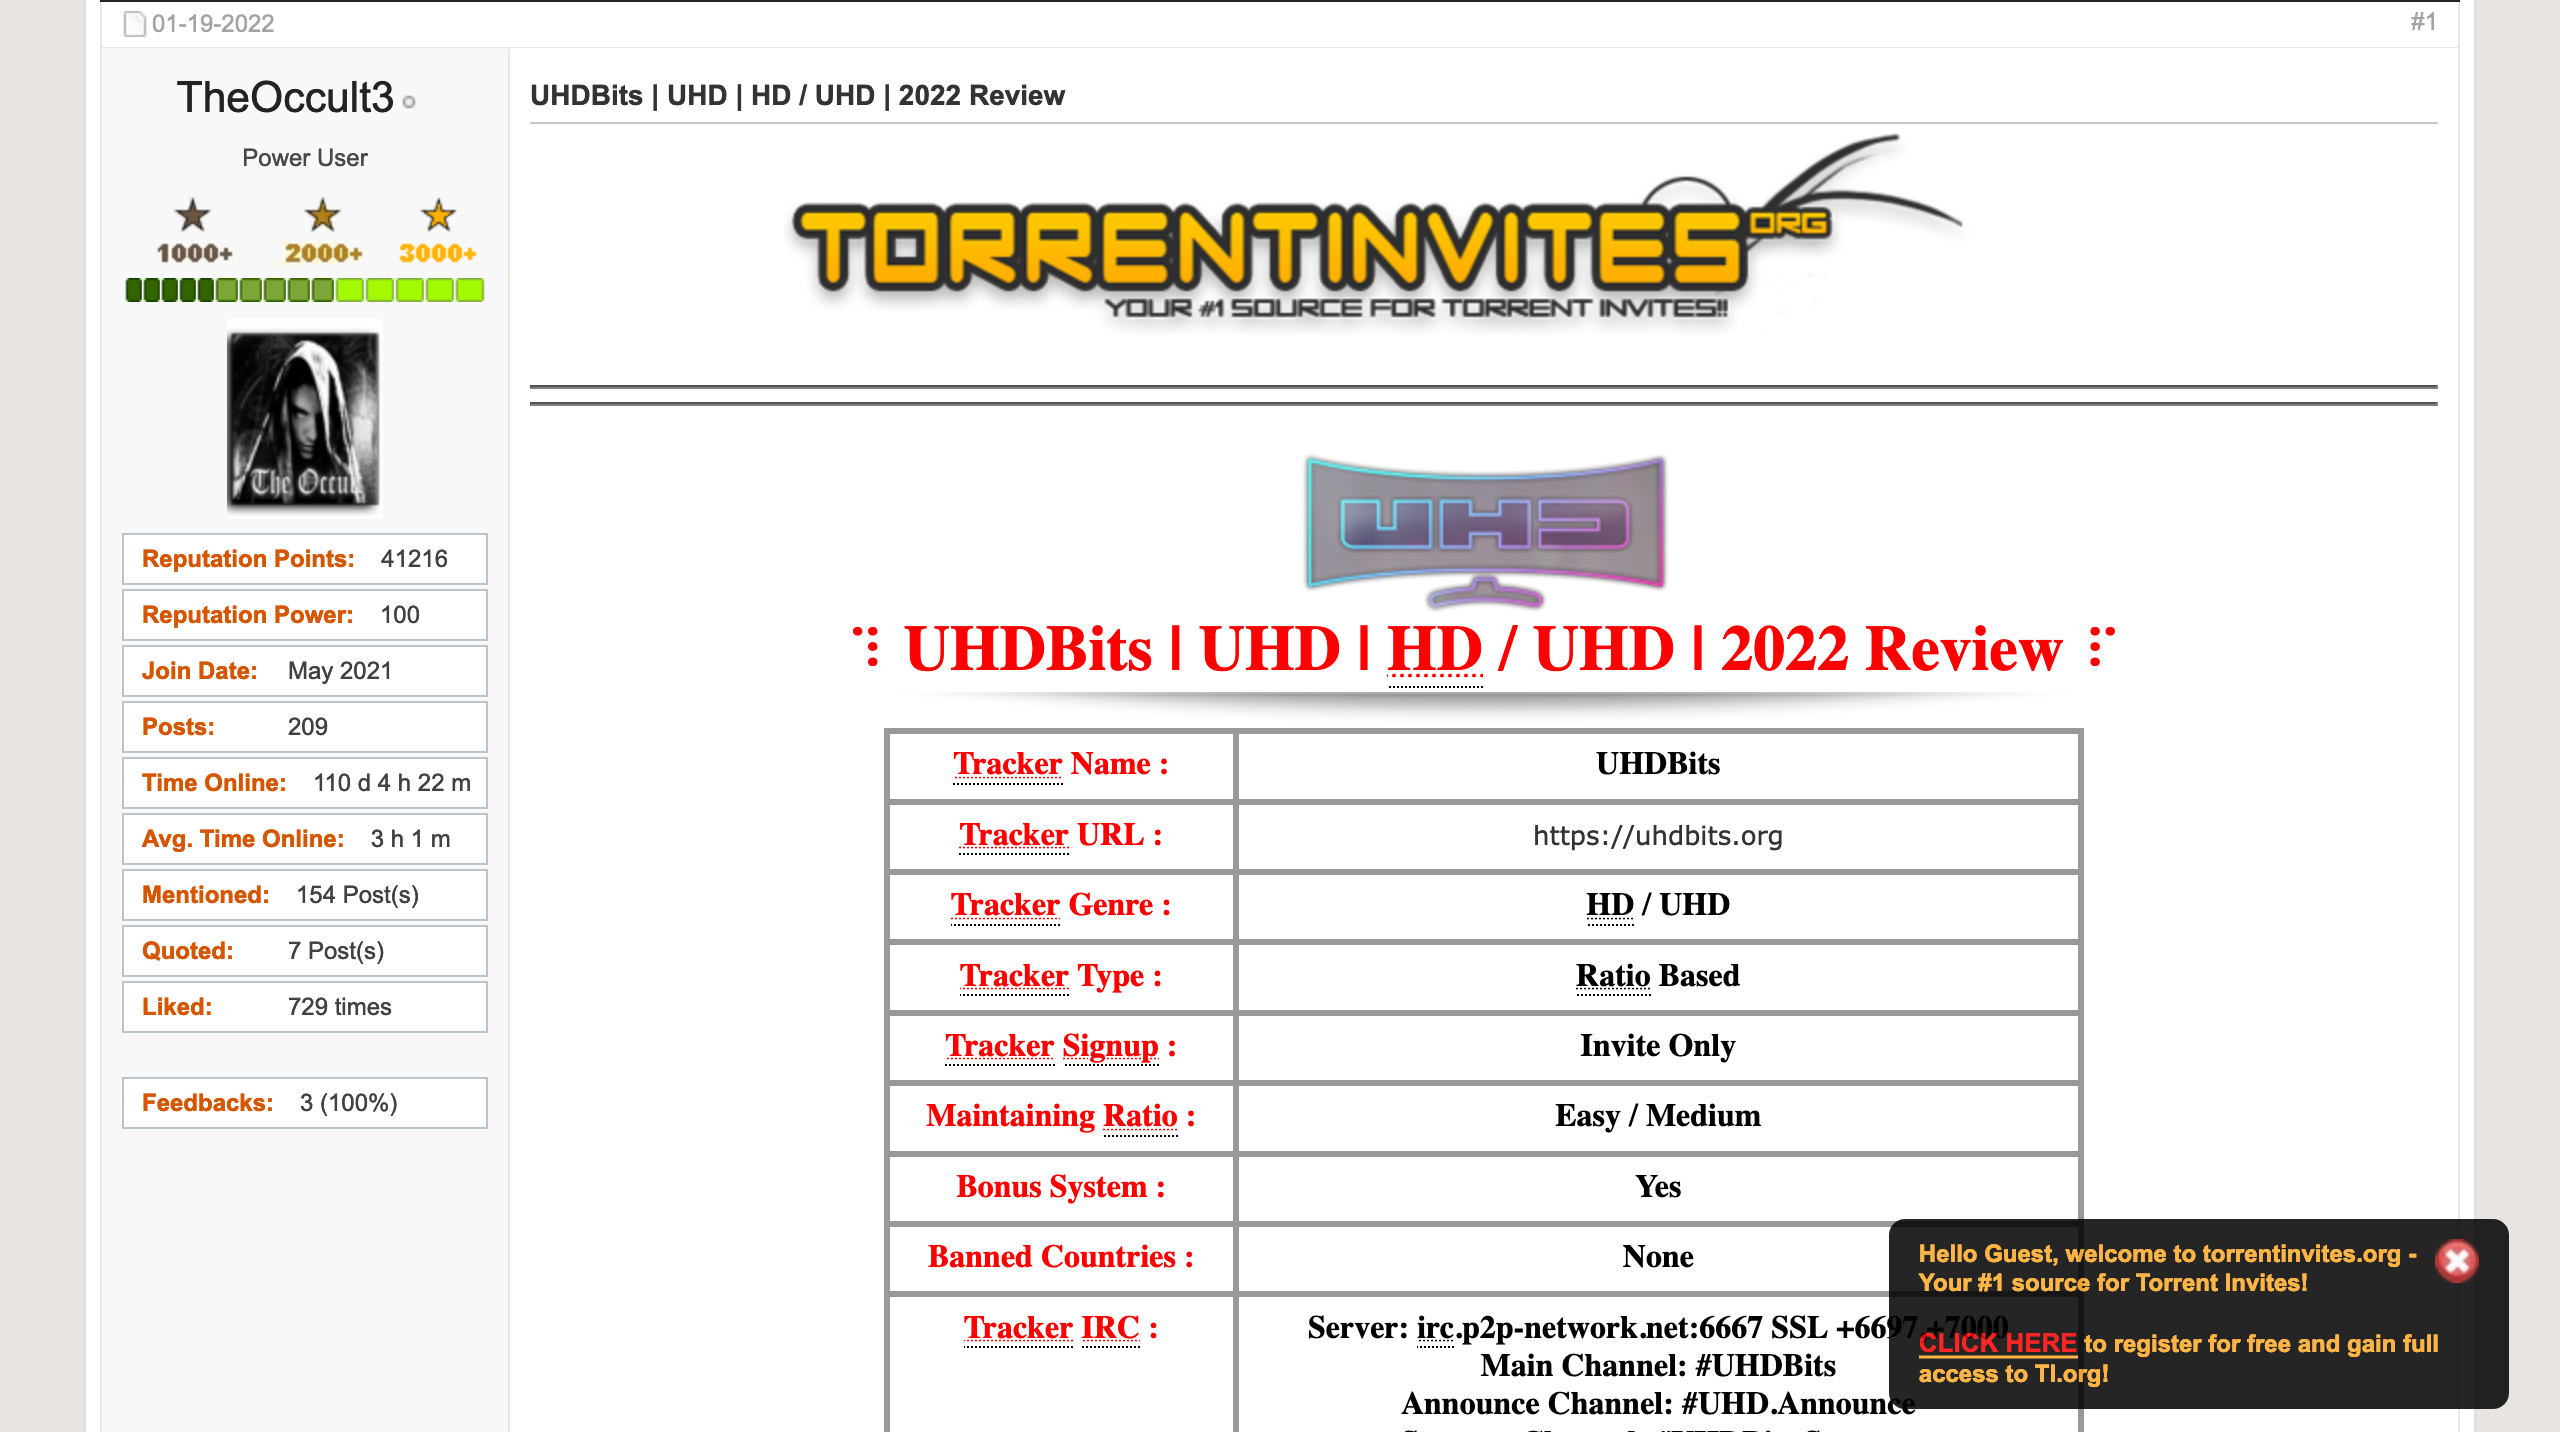 01-19-2022
#1
TheOccult3
Power User
1000+ 2000+ 3000+
The Occult
Reputation Points: 41216
Reputation Power: 100
Join Date: May 2021
Posts: 209
Time Online: 110 d 4 h 22 m
Avg. Time Online: 3 h 1 m
Mentioned: 154 Post(s)
Quoted: 7 Post(s)
Liked: 729 times
Feedbacks: 3 (100%)
UHDBits | UHD | HD / UHD | 2022 Review
TORRENTINVITES ORG
YOUR #1 SOURCE FOR TORRENT INVITES!!
UHD
UHDBits | UHD | HD / UHD | 2022 Review
Tracker Name : UHDBits
Tracker URL : https://uhdbits.org
Tracker Genre : HD / UHD
Tracker Type : Ratio Based
Tracker Signup : Invite Only
Maintaining Ratio : Easy / Medium
Bonus System : Yes
Banned Countries : None
Tracker IRC : Server: irc.p2p-network.net:6667 SSL +6697,+7000
Main Channel: #UHDBits
Announce Channel: #UHD.Announce
Hello Guest, welcome to torrentinvites.org -
Your #1 source for Torrent Invites!
CLICK HERE to register for free and gain full
access to TI.org!